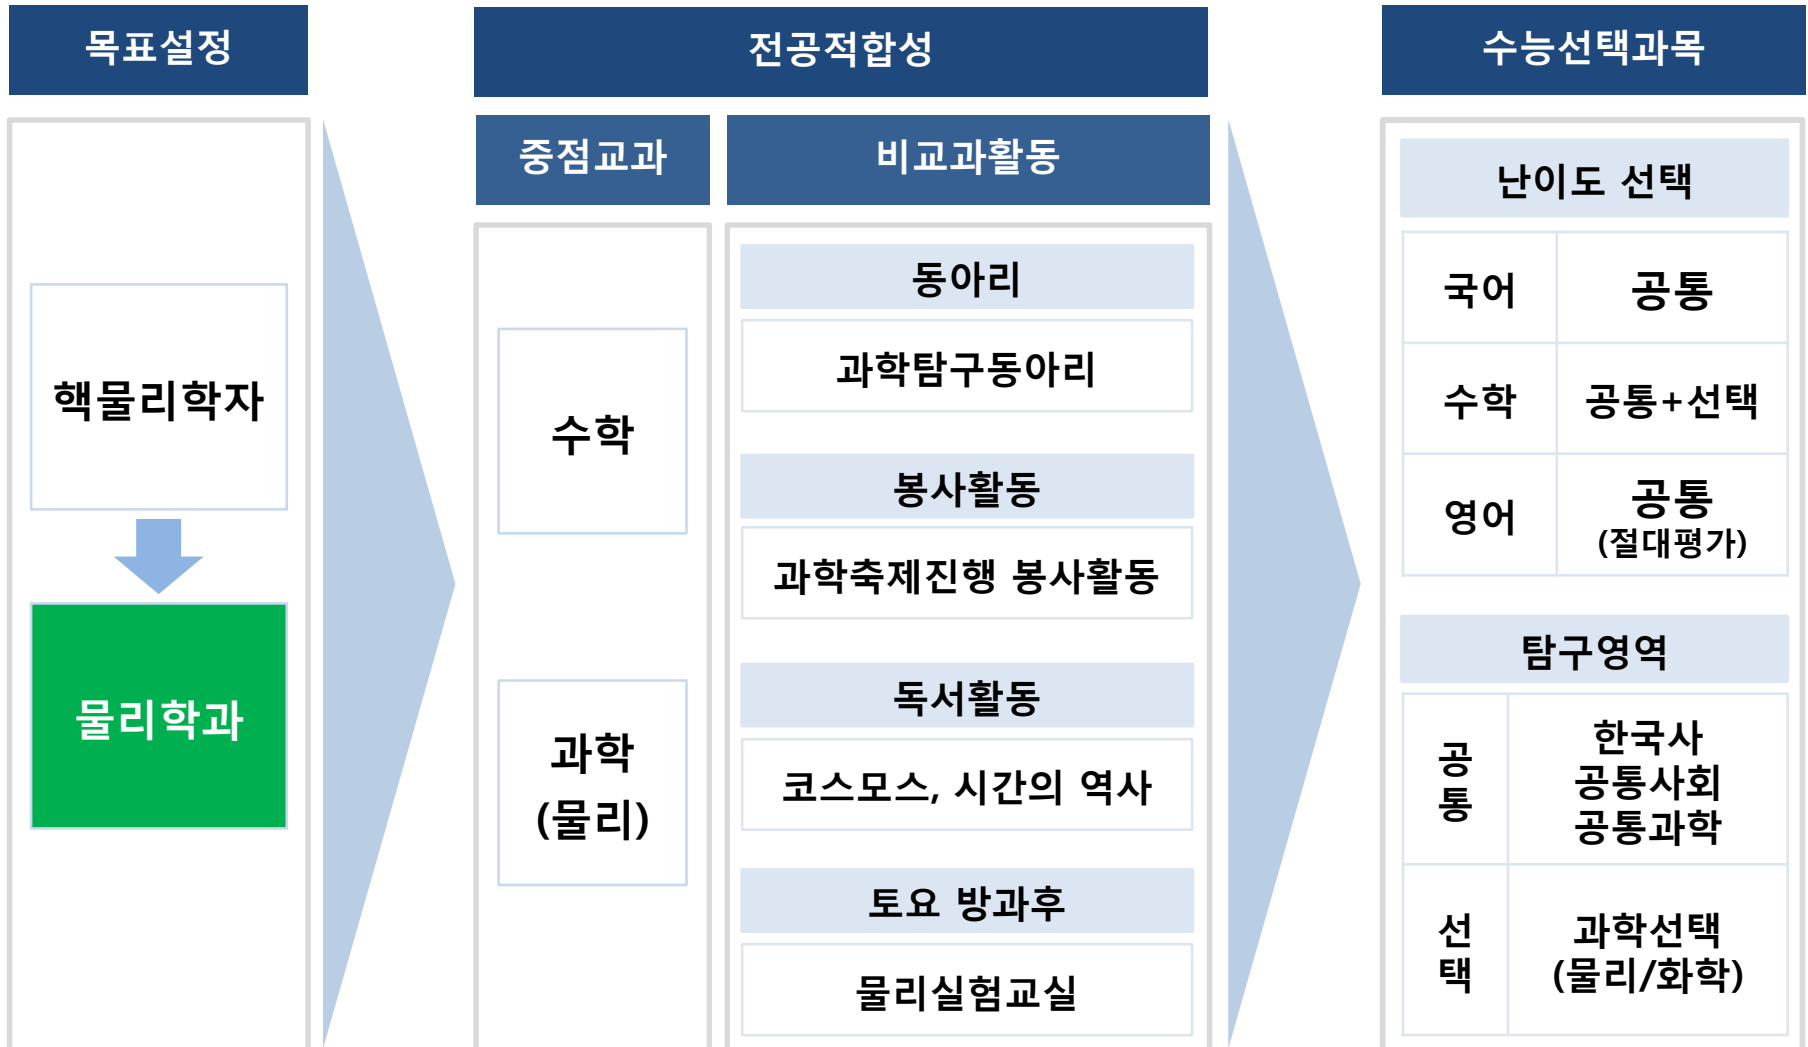 목표설정
핵물리학자
물리학과
전공적합성
중점교과
수학
과학
(물리)
비교과활동
동아리
과학탐구동아리
봉사활동
과학축제진행 봉사활동
독서활동
코스모스, 시간의 역사
토요 방과후
물리실험교실
수능선택과목
난이도 선택
국어 공통
수학 공통+선택
영어 공통
(절대평가)
탐구영역
공
통
한국사
공통사회
공통과학
선
택
과학선택
(물리/화학)